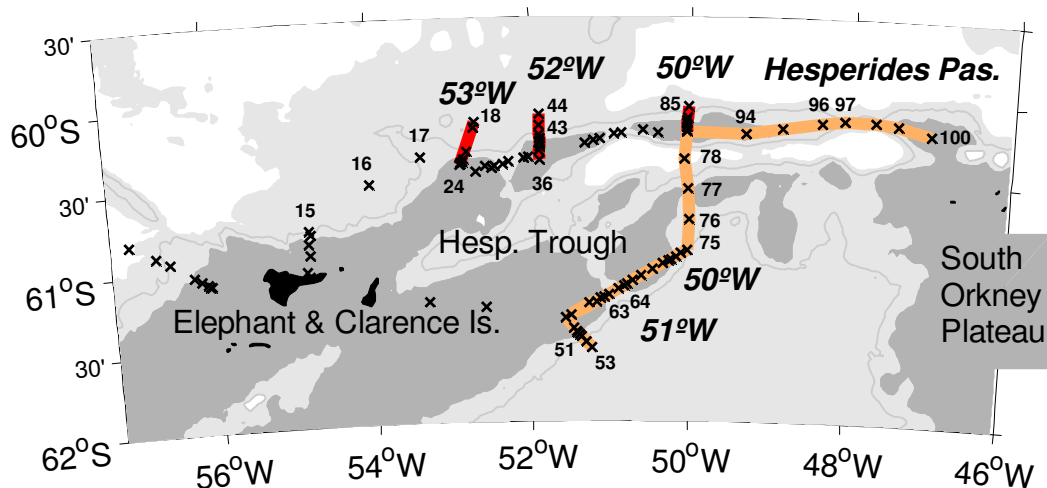 30'
60ºS
30'
61ºS
30'
62ºS
56ºW
54ºW
52ºW
50ºW
48ºW
46ºW
53ºW
52ºW
50ºW
Hesperides Pas.
18
44
85
94
96
97
100
17
43
16
24
36
78
77
15
76
75
Hesp. Trough
50ºW
South
Orkney
Plateau
Elephant & Clarence Is.
63
64
51ºW
51
53